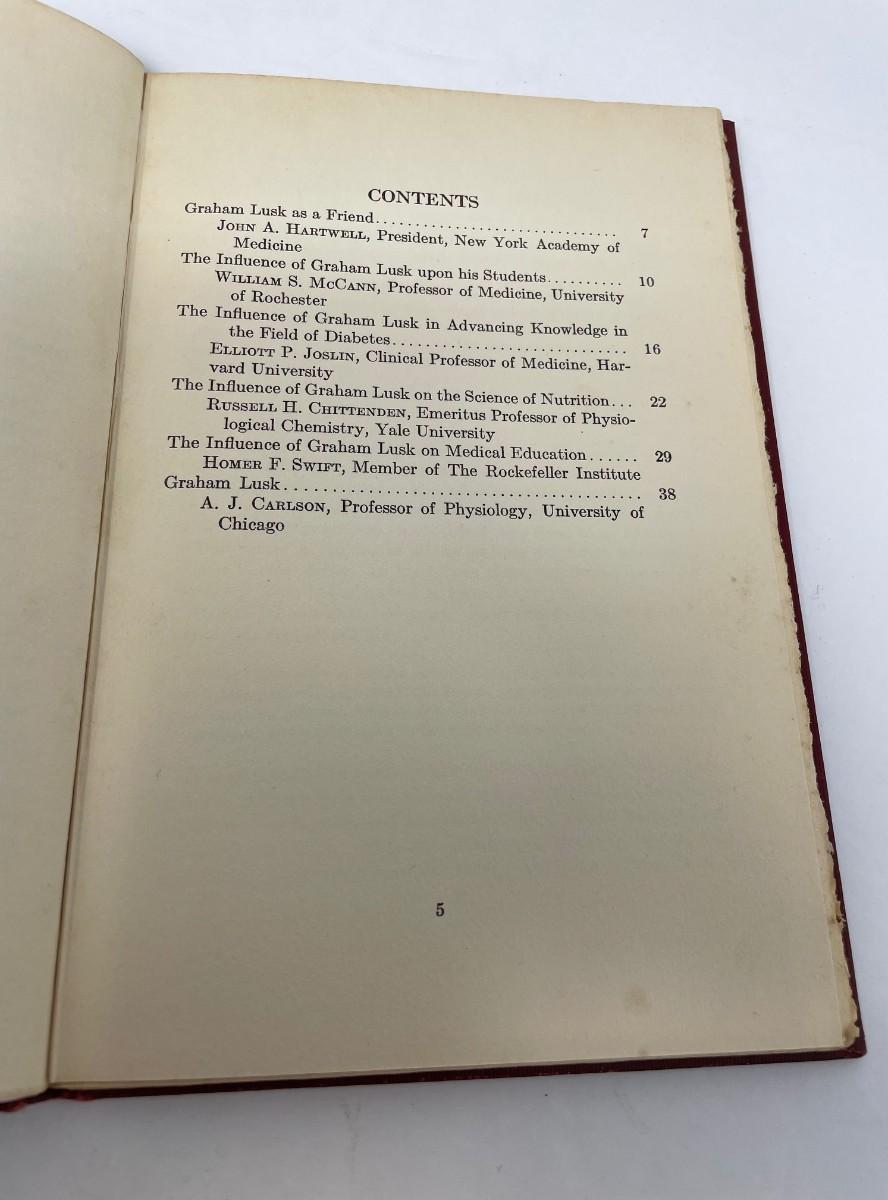 CONTENTS
Graham Lusk as a Friend.............................. 7
JOHN A. HARTWELL, President, New York Academy of
Medicine
The Influence of Graham Lusk upon his Students.......... 10
WILLIAM S. MCCANN, Professor of Medicine, University
of Rochester
The Influence of Graham Lusk in Advancing Knowledge in
the Field of Diabetes............................. 16
ELLIOTT P. JOSLIN, Clinical Professor of Medicine, Har-
vard University
The Influence of Graham Lusk on the Science of Nutrition... 22
RUSSELL H. CHITTENDEN, Emeritus Professor of Physio-
logical Chemistry, Yale University
The Influence of Graham Lusk on Medical Education...... 29
HOMER F. SWIFT, Member of The Rockefeller Institute
Graham Lusk............................................ 38
A. J. CARLSON, Professor of Physiology, University of
Chicago
5